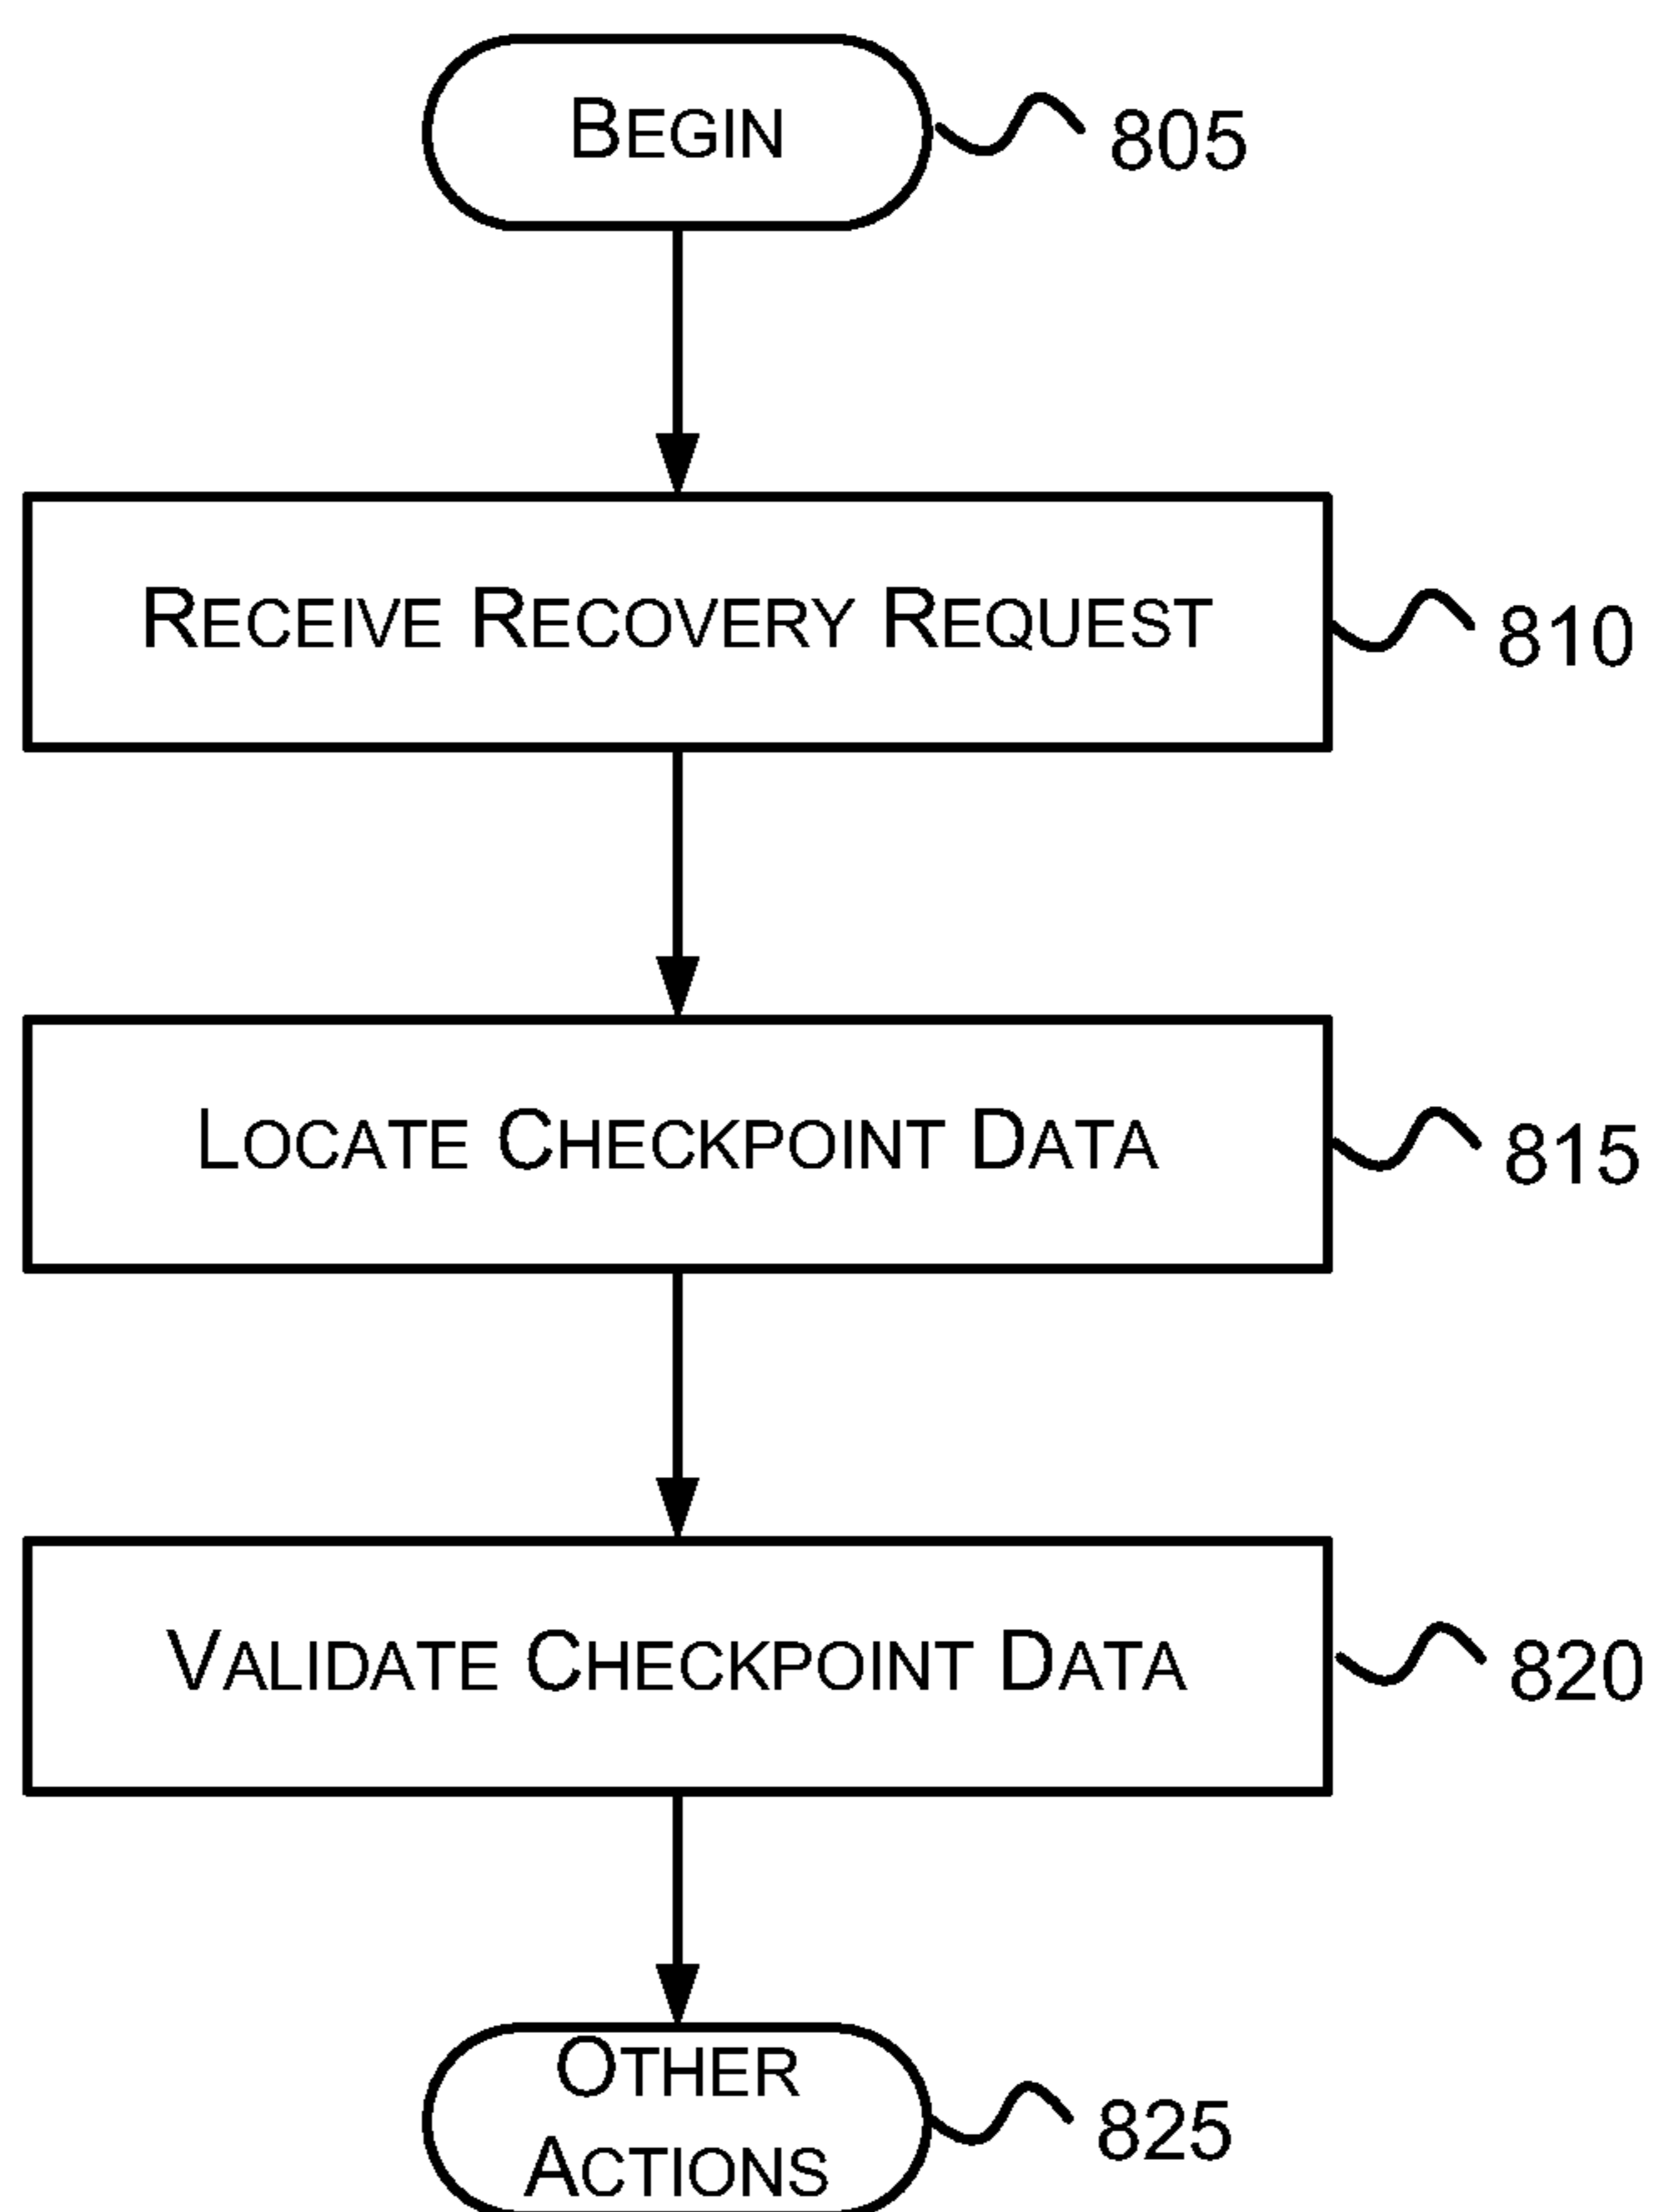 BEGIN
805
RECEIVE RECOVERY REQUEST
810
LOCATE CHECKPOINT DATA
815
VALIDATE CHECKPOINT DATA
820
OTHER
ACTIONS
825